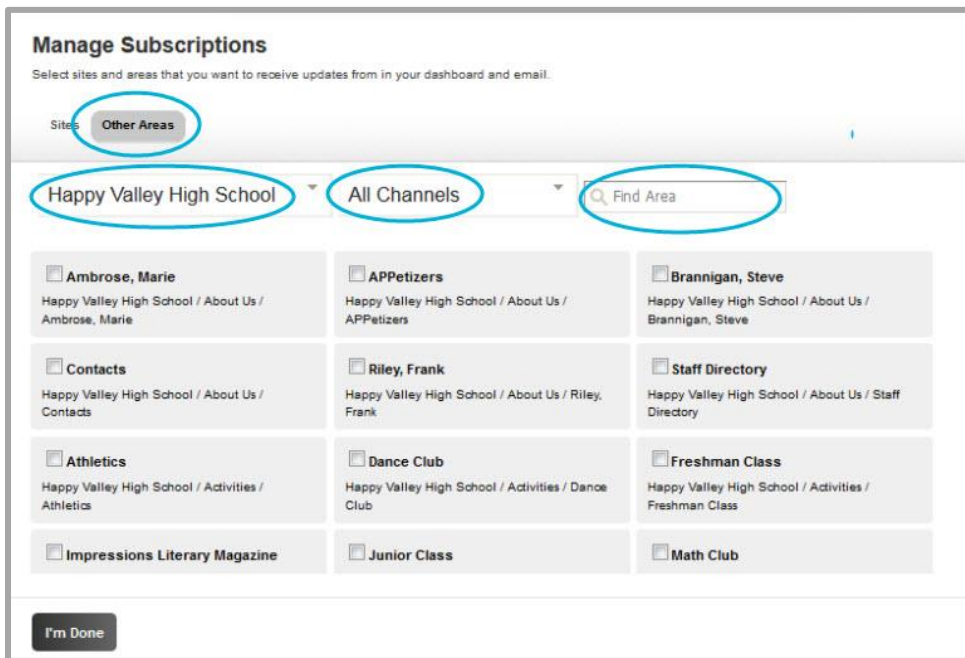 Manage Subscriptions
Select sites and areas that you want to receive updates from in your dashboard and email.
Sites Other Areas
Happy Valley High School All Channels Find Area
Ambrose, Marie
Happy Valley High School / About Us /
Ambrose, Marie
APPetizers
Happy Valley High School / About Us /
APPetizers
Brannigan, Steve
Happy Valley High School / About Us /
Brannigan, Steve
Contacts
Happy Valley High School / About Us /
Contacts
Riley, Frank
Happy Valley High School / About Us / Riley,
Frank
Staff Directory
Happy Valley High School / About Us / Staff
Directory
Athletics
Happy Valley High School / Activities /
Athletics
Dance Club
Happy Valley High School / Activities / Dance
Club
Freshman Class
Happy Valley High School / Activities /
Freshman Class
Impressions Literary Magazine
Junior Class
Math Club
I'm Done